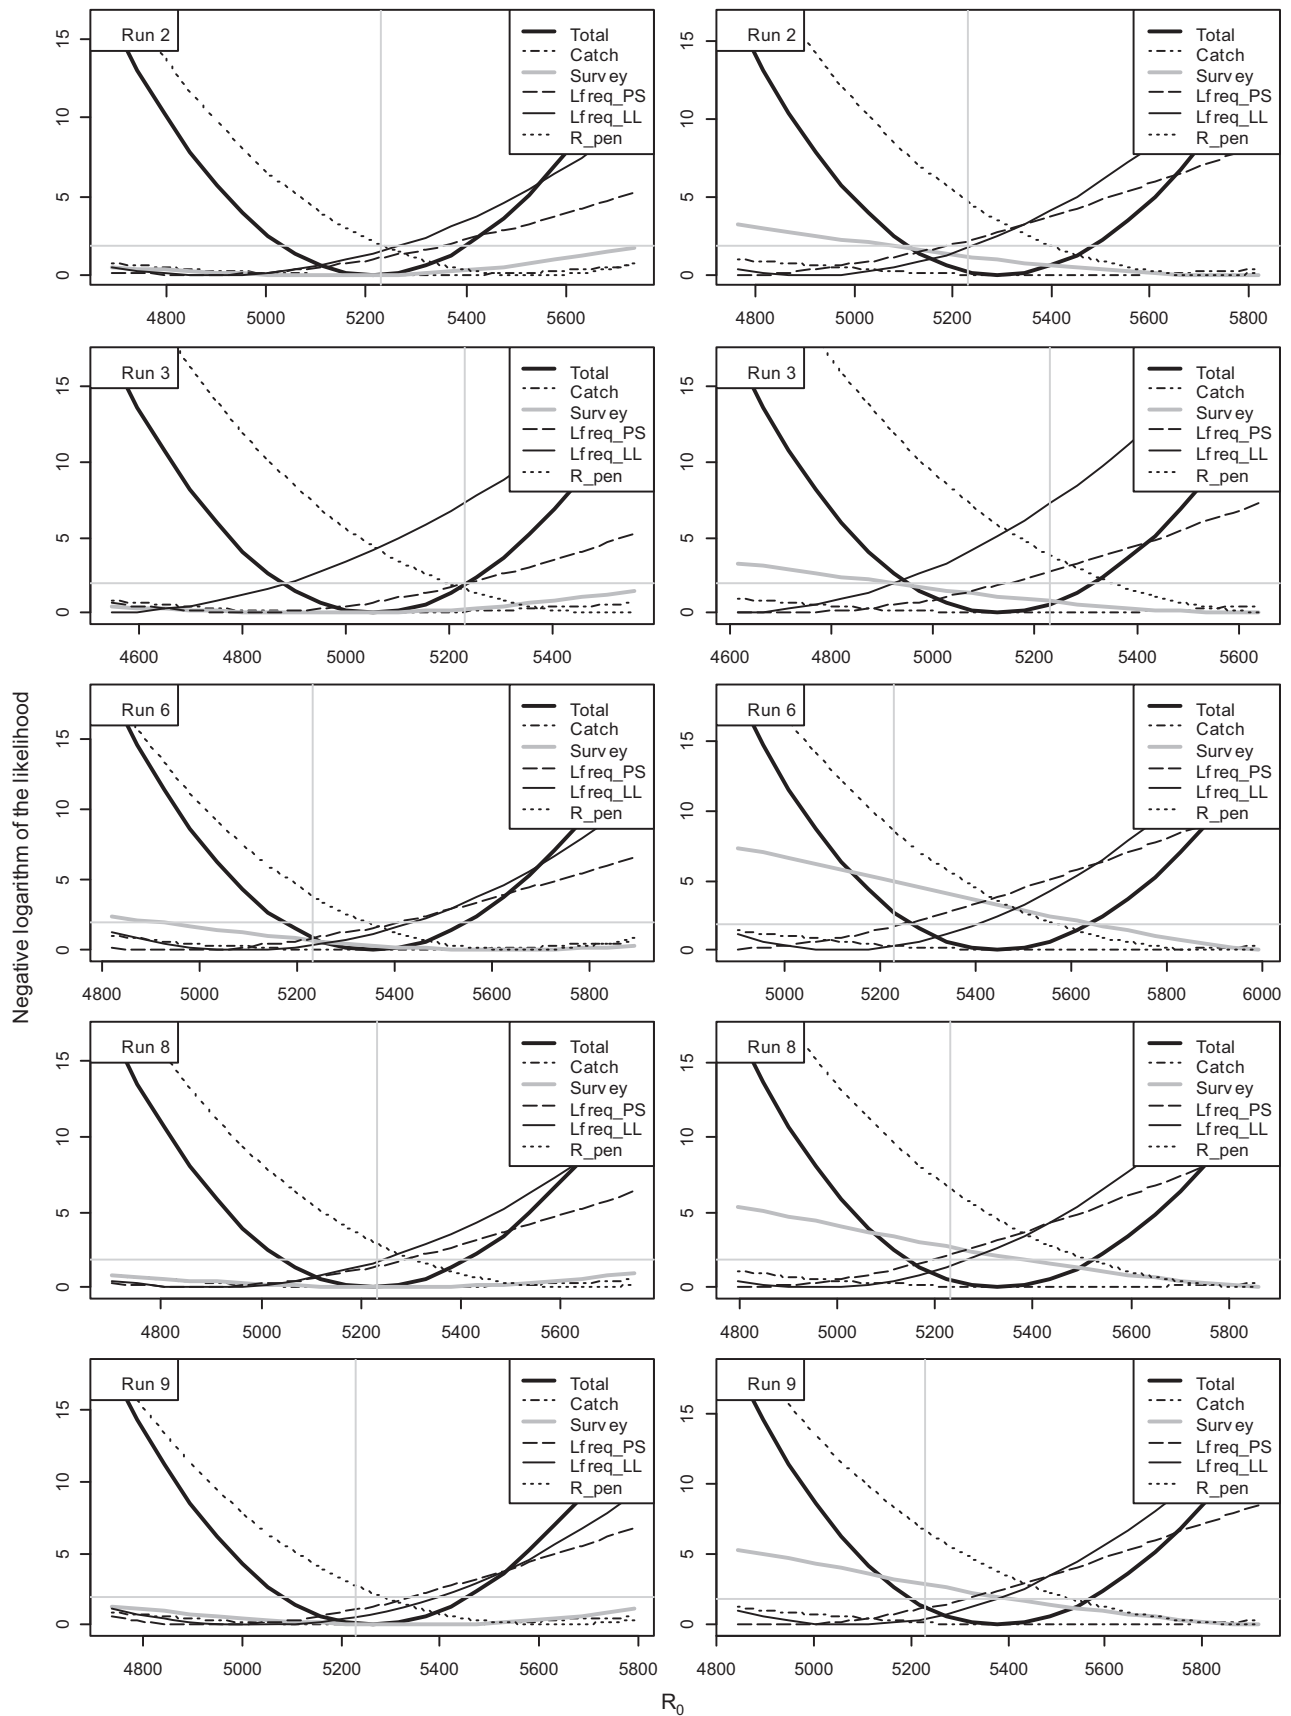 Run 2
Total
Catch
Survey
Lfreq_PS
Lfreq_LL
R_pen
15
10
5
0
4800 5000 5200 5400 5600
Run 2
Total
Catch
Survey
Lfreq_PS
Lfreq_LL
R_pen
15
10
5
0
4800 5000 5200 5400 5600 5800
Run 3
Total
Catch
Survey
Lfreq_PS
Lfreq_LL
R_pen
15
10
5
0
4600 4800 5000 5200 5400
Run 3
Total
Catch
Survey
Lfreq_PS
Lfreq_LL
R_pen
15
10
5
0
4600 4800 5000 5200 5400 5600
Negative logarithm of the likelihood
Run 6
Total
Catch
Survey
Lfreq_PS
Lfreq_LL
R_pen
15
10
5
0
4800 5000 5200 5400 5600 5800
Run 6
Total
Catch
Survey
Lfreq_PS
Lfreq_LL
R_pen
15
10
5
0
5000 5200 5400 5600 5800 6000
Run 8
Total
Catch
Survey
Lfreq_PS
Lfreq_LL
R_pen
15
10
5
0
4800 5000 5200 5400 5600
Run 8
Total
Catch
Survey
Lfreq_PS
Lfreq_LL
R_pen
15
10
5
0
4800 5000 5200 5400 5600 5800
Run 9
Total
Catch
Survey
Lfreq_PS
Lfreq_LL
R_pen
15
10
5
0
4800 5000 5200 5400 5600 5800
Run 9
Total
Catch
Survey
Lfreq_PS
Lfreq_LL
R_pen
15
10
5
0
4800 5000 5200 5400 5600 5800
R0